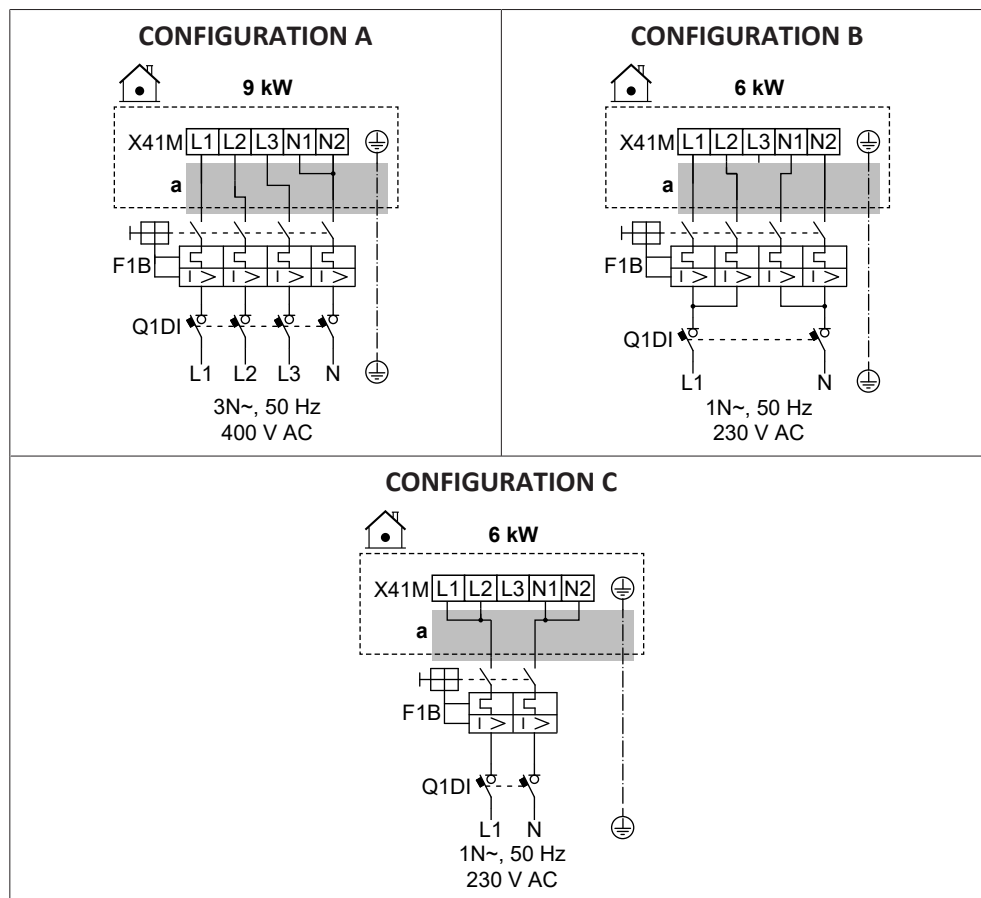 CONFIGURATION A
9 kW
X41M L1 L2 L3 N1 N2
a
F1B
I > I > I > I >
Q1DI
L1 L2 L3 N
3N~, 50 Hz
400 V AC
CONFIGURATION B
6 kW
X41M L1 L2 L3 N1 N2
a
F1B
I > I > I > I >
Q1DI
L1 N
1N~, 50 Hz
230 V AC
CONFIGURATION C
6 kW
X41M L1 L2 L3 N1 N2
a
F1B
I > I >
Q1DI
L1 N
1N~, 50 Hz
230 V AC